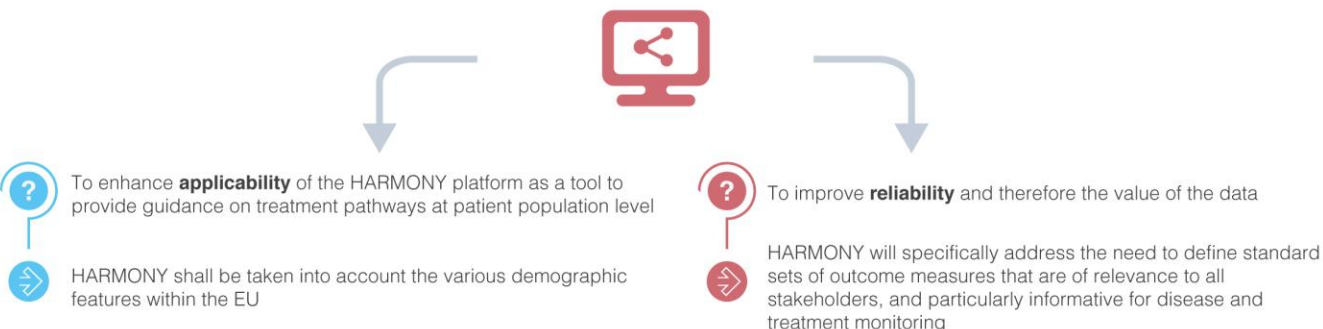 ?
To enhance applicability of the HARMONY platform as a tool to
provide guidance on treatment pathways at patient population level
HARMONY shall be taken into account the various demographic
features within the EU
?
To improve reliability and therefore the value of the data
HARMONY will specifically address the need to define standard
sets of outcome measures that are of relevance to all
stakeholders, and particularly informative for disease and
treatment monitoring